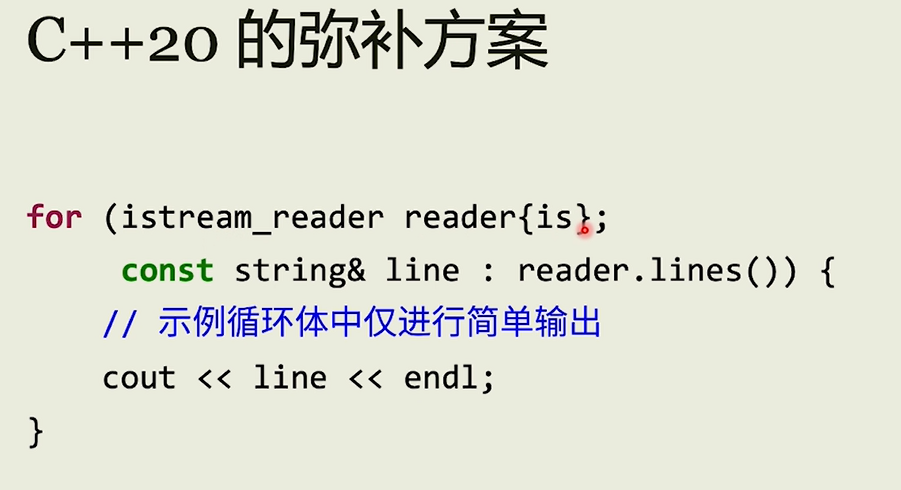 C++20 的弥补方案
for (istream_reader reader{is};
const string& line : reader.lines()) {
// 示例循环体中仅进行简单输出
cout << line << endl;
}